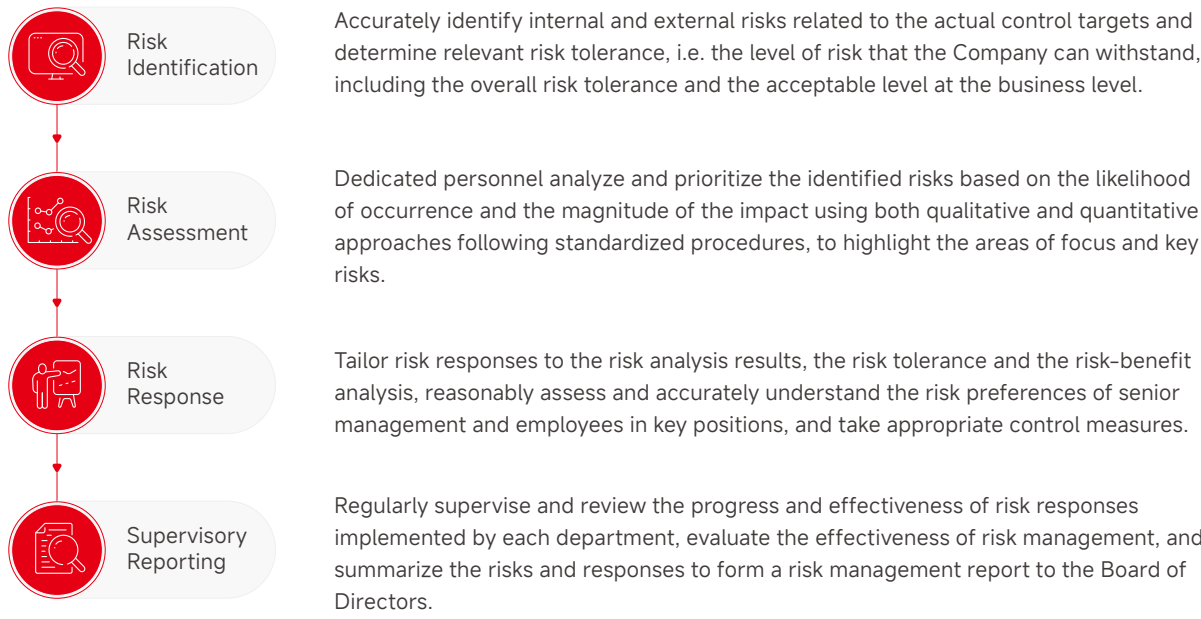 Risk
Identification
Accurately identify internal and external risks related to the actual control targets and
determine relevant risk tolerance, i.e. the level of risk that the Company can withstand,
including the overall risk tolerance and the acceptable level at the business level.
Risk
Assessment
Dedicated personnel analyze and prioritize the identified risks based on the likelihood
of occurrence and the magnitude of the impact using both qualitative and quantitative
approaches following standardized procedures, to highlight the areas of focus and key
risks.
Risk
Response
Tailor risk responses to the risk analysis results, the risk tolerance and the risk-benefit
analysis, reasonably assess and accurately understand the risk preferences of senior
management and employees in key positions, and take appropriate control measures.
Supervisory
Reporting
Regularly supervise and review the progress and effectiveness of risk responses
implemented by each department, evaluate the effectiveness of risk management, and
summarize the risks and responses to form a risk management report to the Board of
Directors.